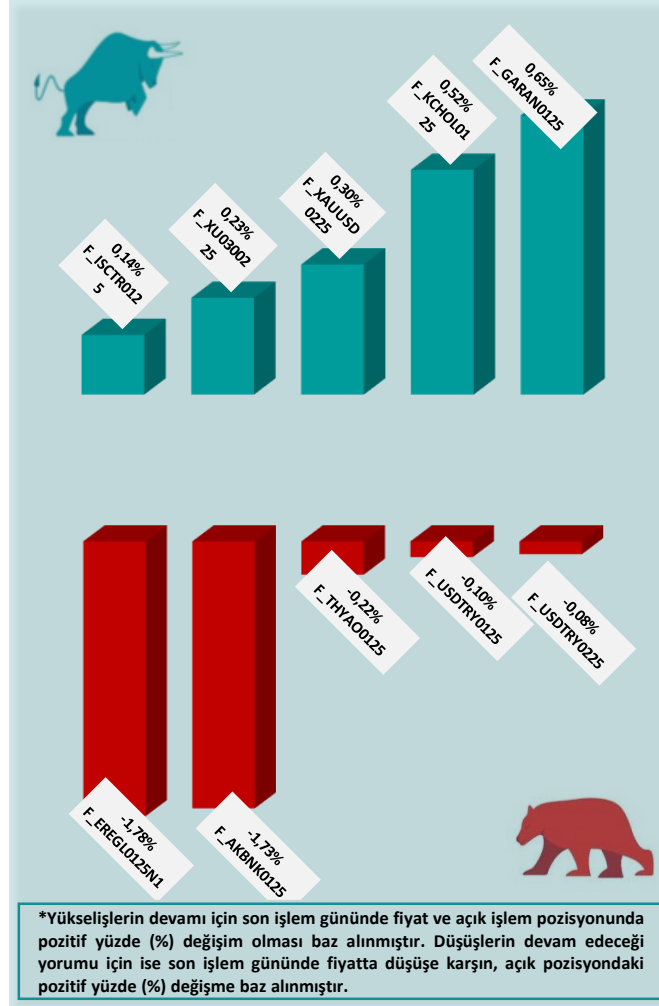 0,14%
F_ISCTR012
5
0,23%
F_XU03002
25
0,30%
F_XAUUSD
0225
0,52%
F_KCHOL01
25
0,65%
F_GARAN0125
-1,78%
F_EREGL0125N1
-1,73%
F_AKBNK0125
-0,22%
F_THYAO0125
-0,10%
F_USDTRY0125
-0,08%
F_USDTRY0225
*Yükselişlerin devamı için son işlem gününde fiyat ve açık işlem pozisyonunda
pozitif yüzde (%) değişim olması baz alınmıştır. Düşüşlerin devam edeceği
yorumu için ise son işlem gününde fiyatta düşüşe karşın, açık pozisyondaki
pozitif yüzde (%) değişme baz alınmıştır.